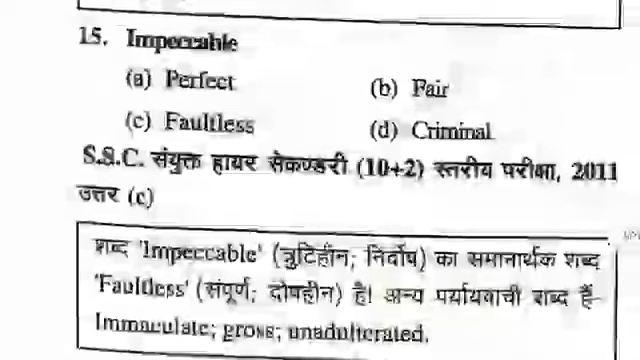 15. Impeccable
(a) Perfect (b) Fair
(c) Faultless (d) Criminal
S.S.C. संयुक्त हायर सेकण्डरी (10+2) स्तरीय परीक्षा, 2011
उत्तर (c)
शब्द 'Impeccable' (त्रुटिहीन; निर्दोष) का समानार्थक शब्द
'Faultless' (संपूर्ण; दोषहीन) है। अन्य पर्यायवाची शब्द हैं–
Immaculate; gross; unadulterated.